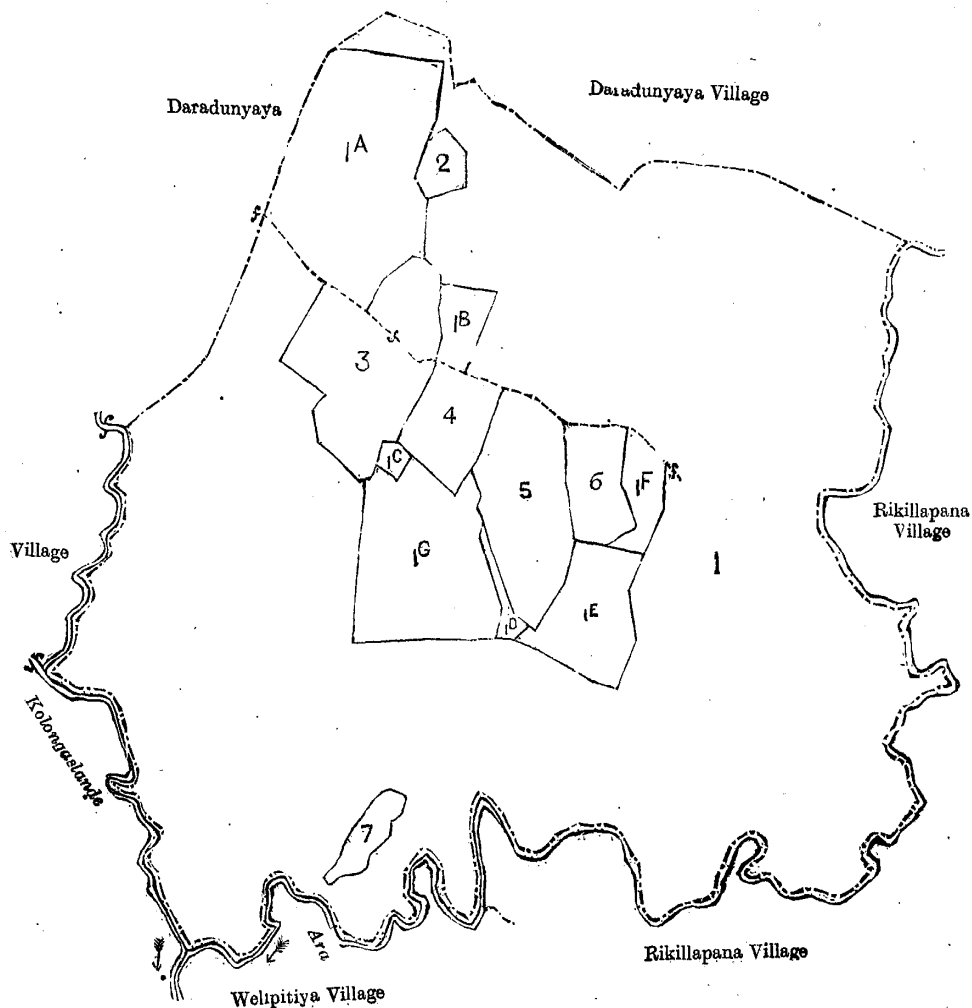 Daradunyaya
Daradunyaya Village
1A
2
1B
3
4
1C
5
6
1F
Rikillapana
Village
Village
1G
1
1E
1D
Kolongaslande
7
Ara
Rikillapana Village
Welipitiya Village